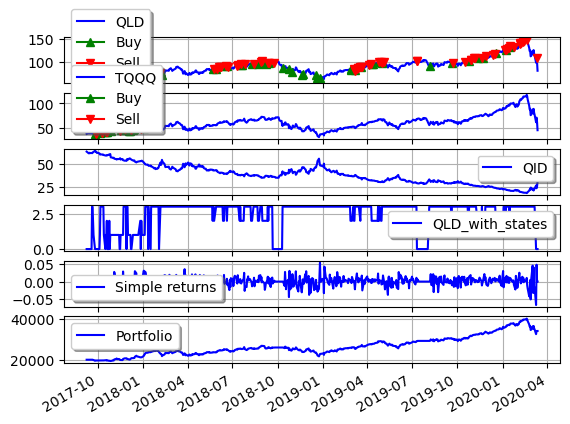 QLD
Buy
Sell
TQQQ
Buy
Sell
150
100
100
50
QID
50
25
QLD_with_states
2.5
0.0
Simple returns
0.05
0.00
−0.05
Portfolio
40000
20000
2017-10
2018-01
2018-04
2018-07
2018-10
2019-01
2019-04
2019-07
2019-10
2020-01
2020-04